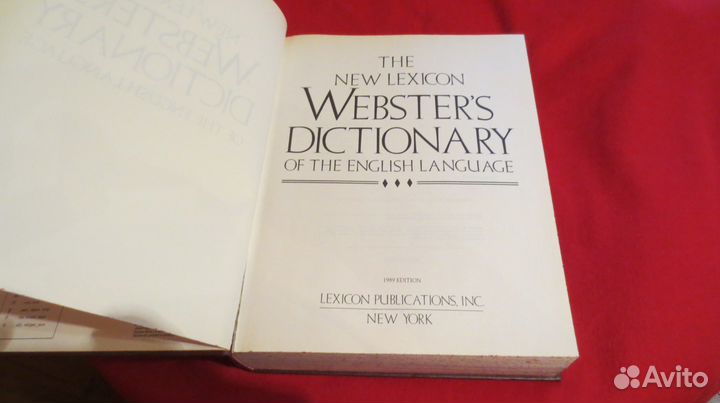 THE
NEW LEXICON
WEBSTER'S
DICTIONARY
OF THE ENGLISH LANGUAGE
1989 EDITION
LEXICON PUBLICATIONS, INC.
NEW YORK
Avito